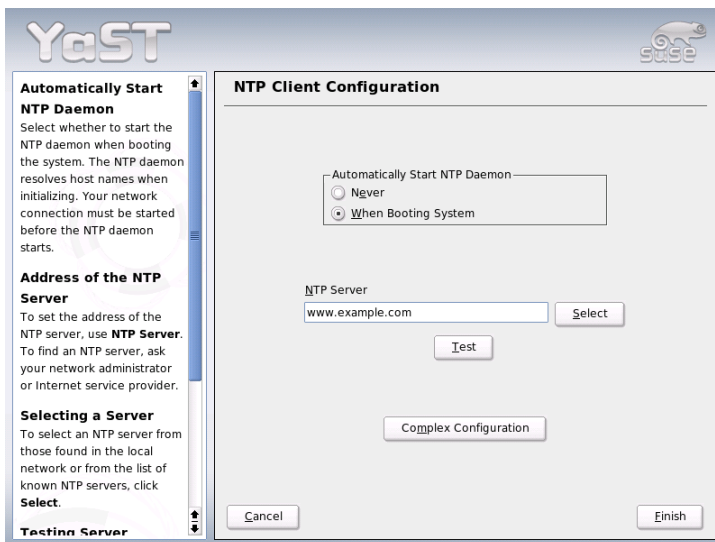 YaST
SUSE
Automatically Start
NTP Daemon
Select whether to start the
NTP daemon when booting
the system. The NTP daemon
resolves host names when
initializing. Your network
connection must be started
before the NTP daemon
starts.
Address of the NTP
Server
To set the address of the
NTP server, use NTP Server.
To find an NTP server, ask
your network administrator
or Internet service provider.
Selecting a Server
To select an NTP server from
those found in the local
network or from the list of
known NTP servers, click
Select.
Testing Server
NTP Client Configuration
Automatically Start NTP Daemon
Never
When Booting System
NTP Server
www.example.com
Select
Test
Complex Configuration
Cancel
Finish